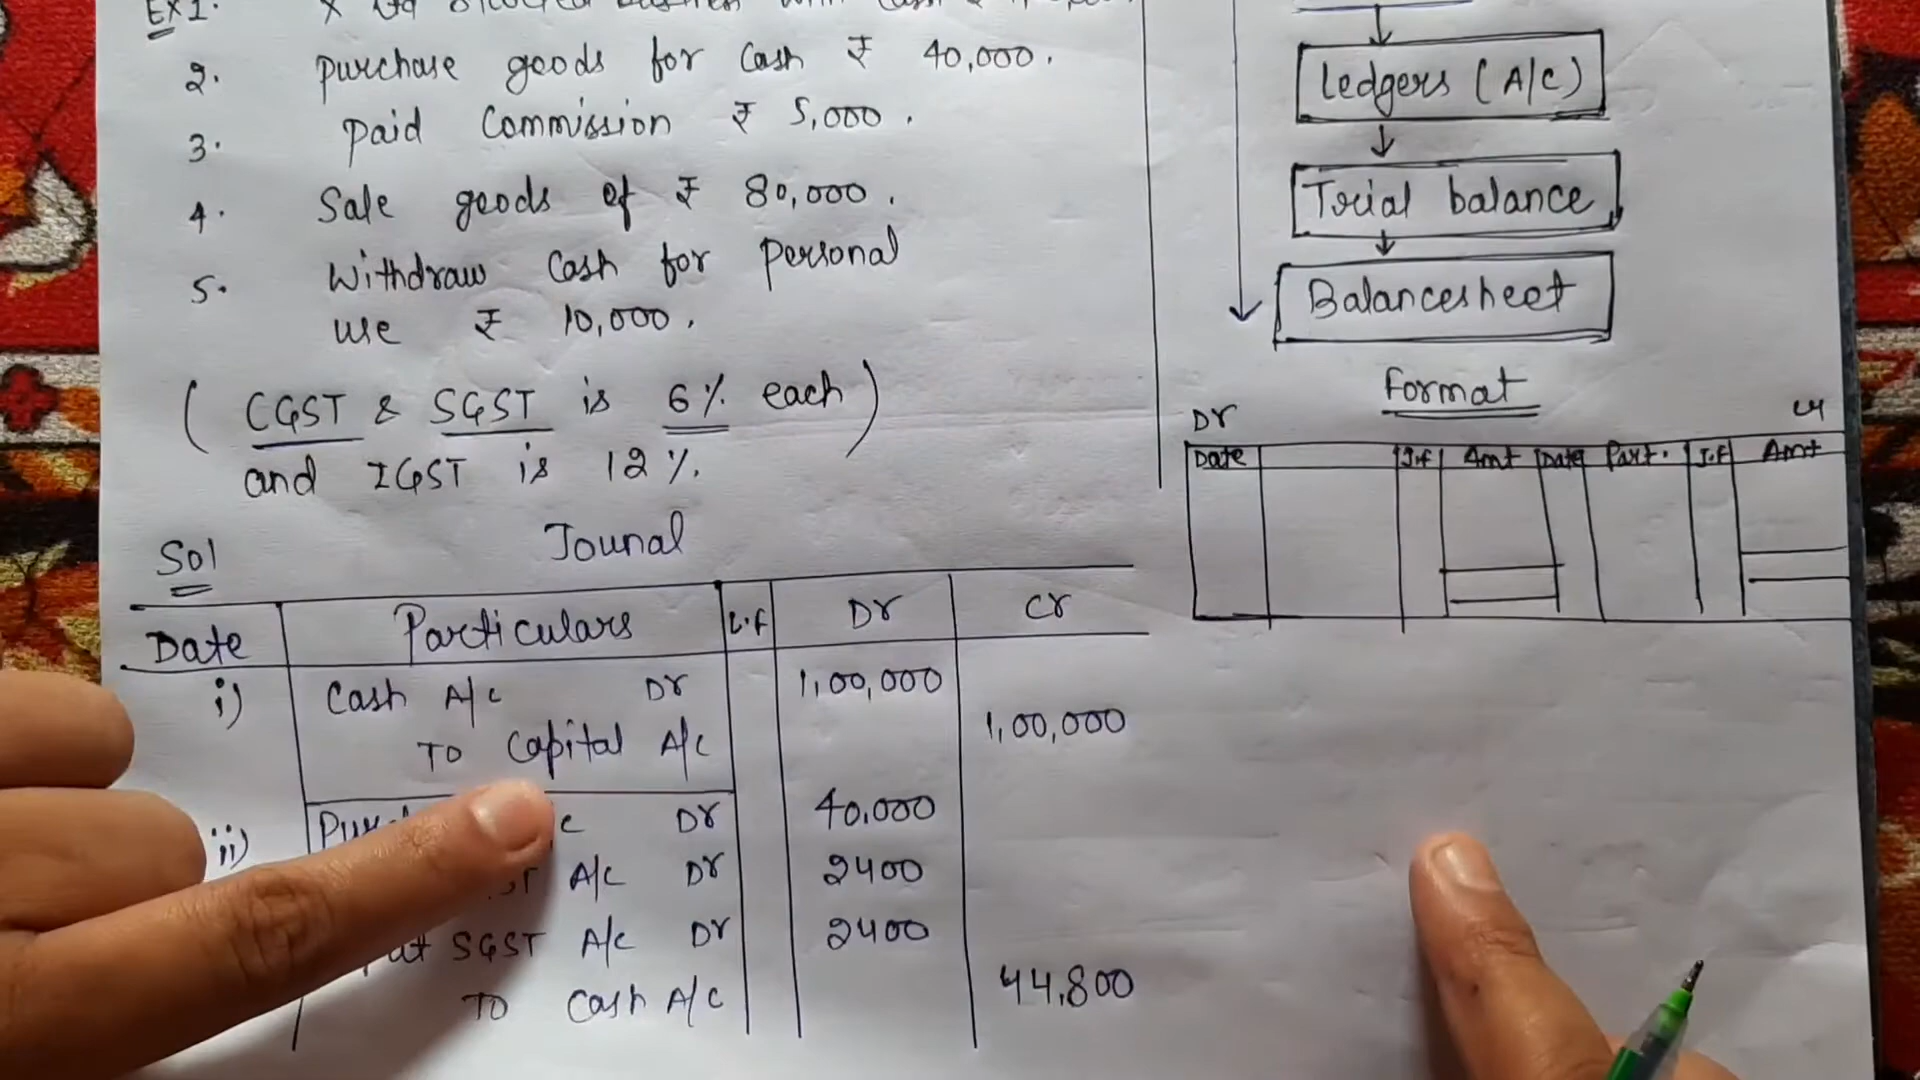 Ex 1.
2. Purchase goods for Cash ₹ 40,000.
3. Paid Commission ₹ 5,000.
4. Sale goods of ₹ 80,000.
5. Withdraw Cash for Personal
use ₹ 10,000.
( CGST & SGST is 6% each )
and IGST is 12%.
Sol
Jounal
Date Particulars L.f Dr Cr
i) Cash A/c Dr 1,00,000
To Capital A/c 1,00,000
ii) Dr 40,000
A/c Dr 2400
SGST A/c Dr 2400
To Cash A/c 44,800
Ledgers (A/C)
Trial balance
Balancesheet
Format
Dr Cr
Date J.f Amt Date Part. J.F Amt